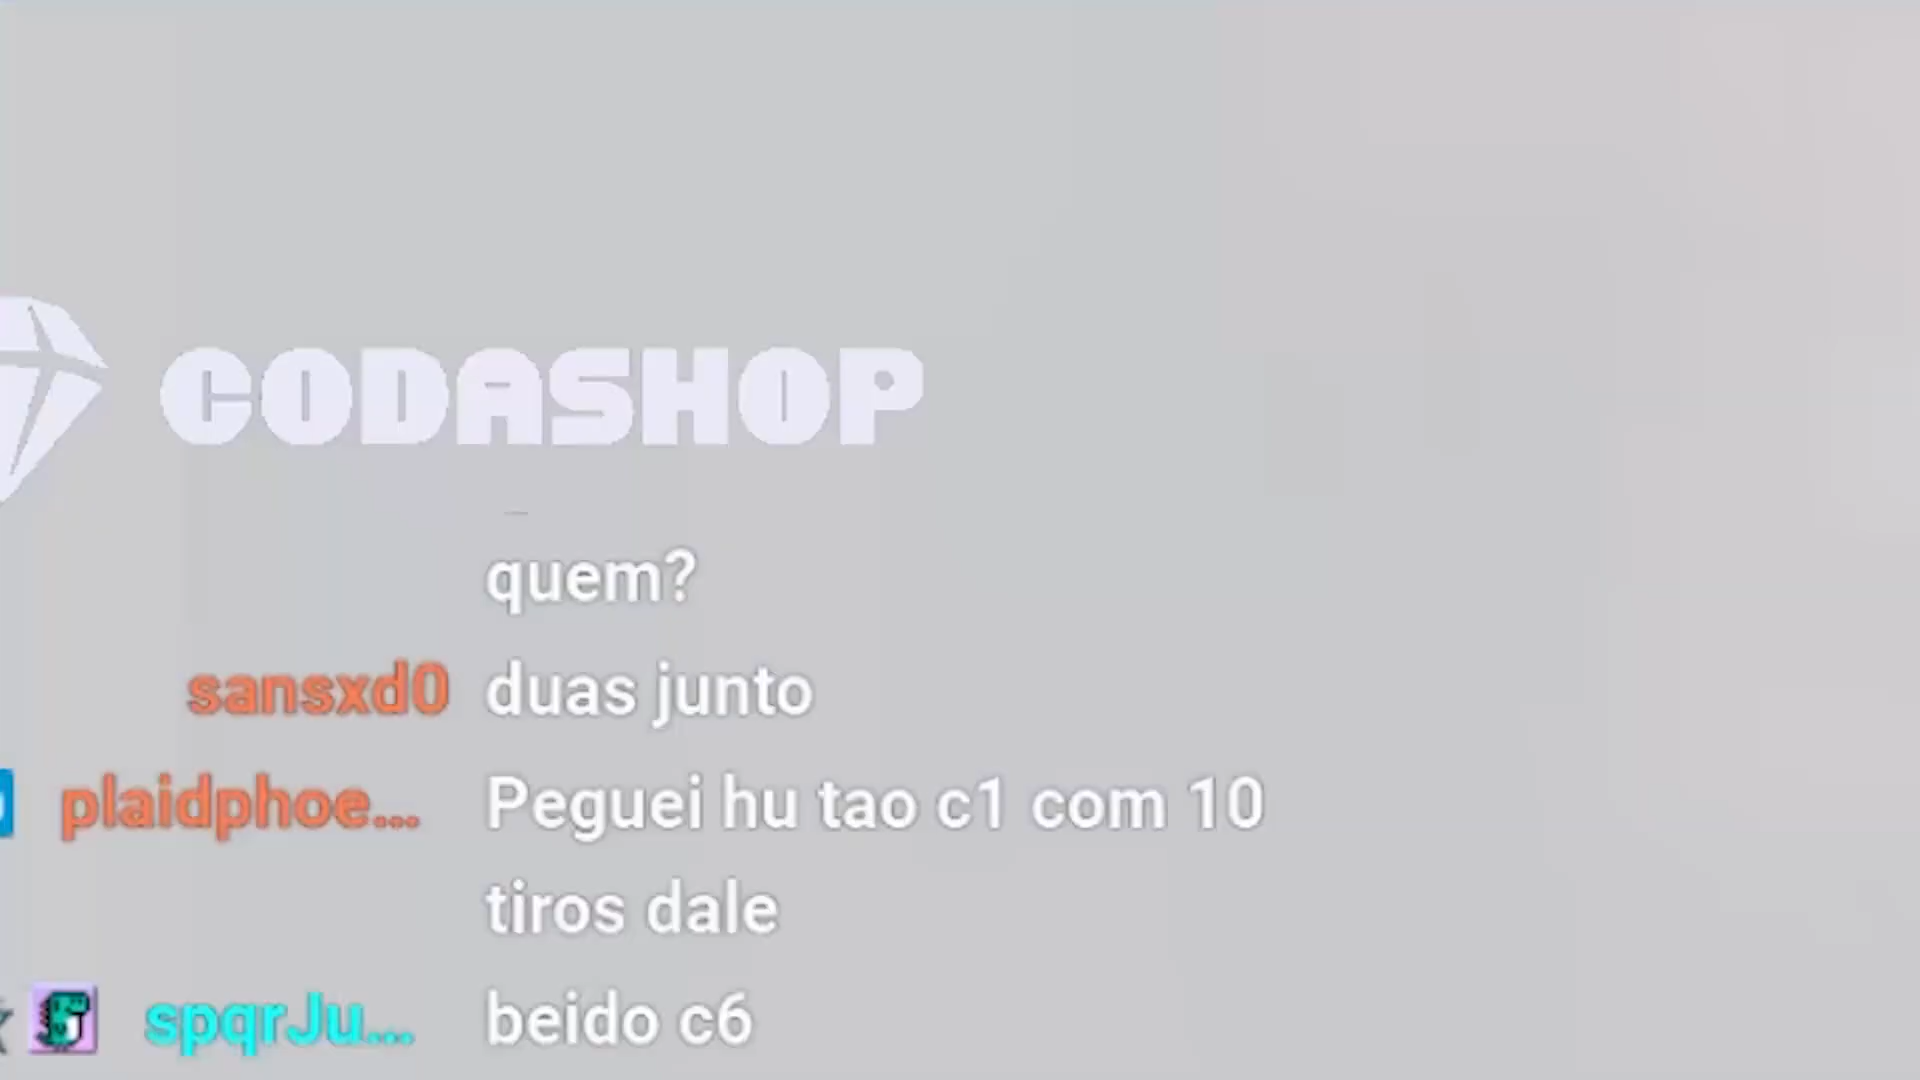 CODASHOP
quem?
sansxd0 duas junto
plaidphoe... Peguei hu tao c1 com 10
tiros dale
spqrJu... beido c6